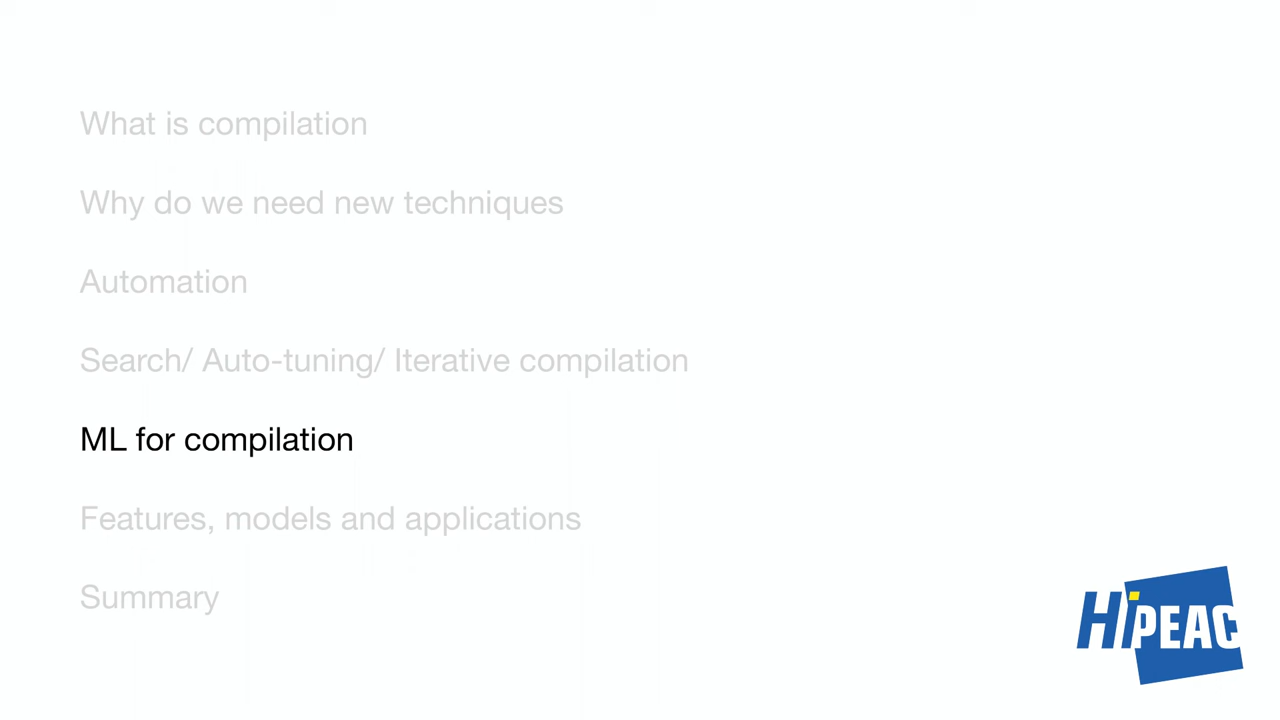 What is compilation
Why do we need new techniques
Automation
Search/ Auto-tuning/ Iterative compilation
ML for compilation
Features, models and applications
Summary
HiPEAC